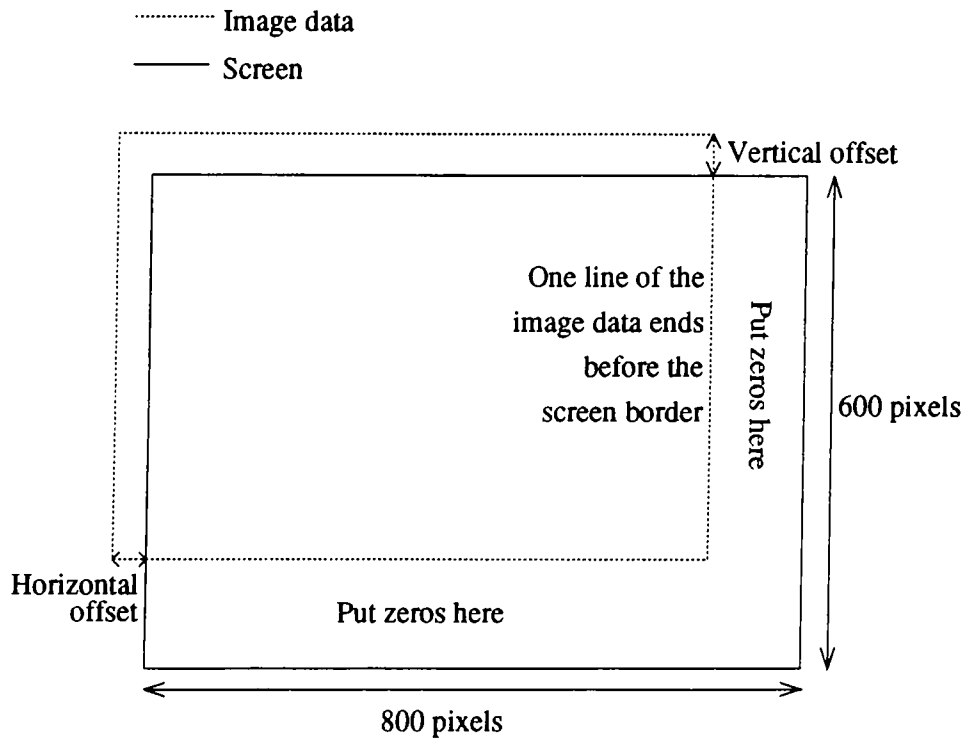 Image data
Screen
Vertical offset
One line of the
image data ends
before the
screen border
Put zeros here
600 pixels
Horizontal
offset
Put zeros here
800 pixels